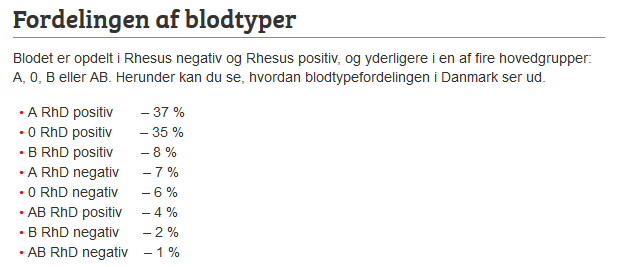 Fordelingen af blodtyper
Blodet er opdelt i Rhesus negativ og Rhesus positiv, og yderligere i en af fire hovedgrupper:
A, 0, B eller AB. Herunder kan du se, hvordan blodtypefordelingen i Danmark ser ud.
• A RhD positiv – 37 %
• 0 RhD positiv – 35 %
• B RhD positiv – 8 %
• A RhD negativ – 7 %
• 0 RhD negativ – 6 %
• AB RhD positiv – 4 %
• B RhD negativ – 2 %
• AB RhD negativ – 1 %